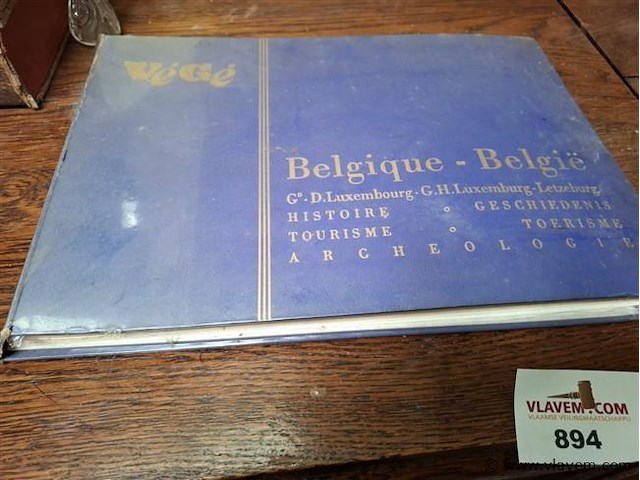 VéGé
Belgique - België
Gᴰ·D.Luxembourg·G.H.Luxemburg-Letzeburg
HISTOIRE ° GESCHIEDENIS
TOURISME ° TOERISME
ARCHEOLOGIE
VLAVEM.COM
VLAAMSE VEILINGMAATSCHAPPIJ
894
© www.vlavem.com